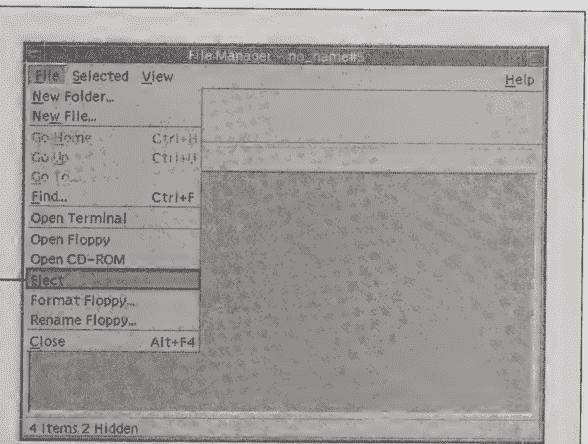 File Manager - no_name#
File Selected View Help
New Folder...
New File...
Go Home Ctrl+H
Go Up Ctrl+U
Go To...
Find... Ctrl+F
Open Terminal
Open Floppy
Open CD-ROM
Eject
Format Floppy...
Rename Floppy...
Close Alt+F4
4 Items 2 Hidden